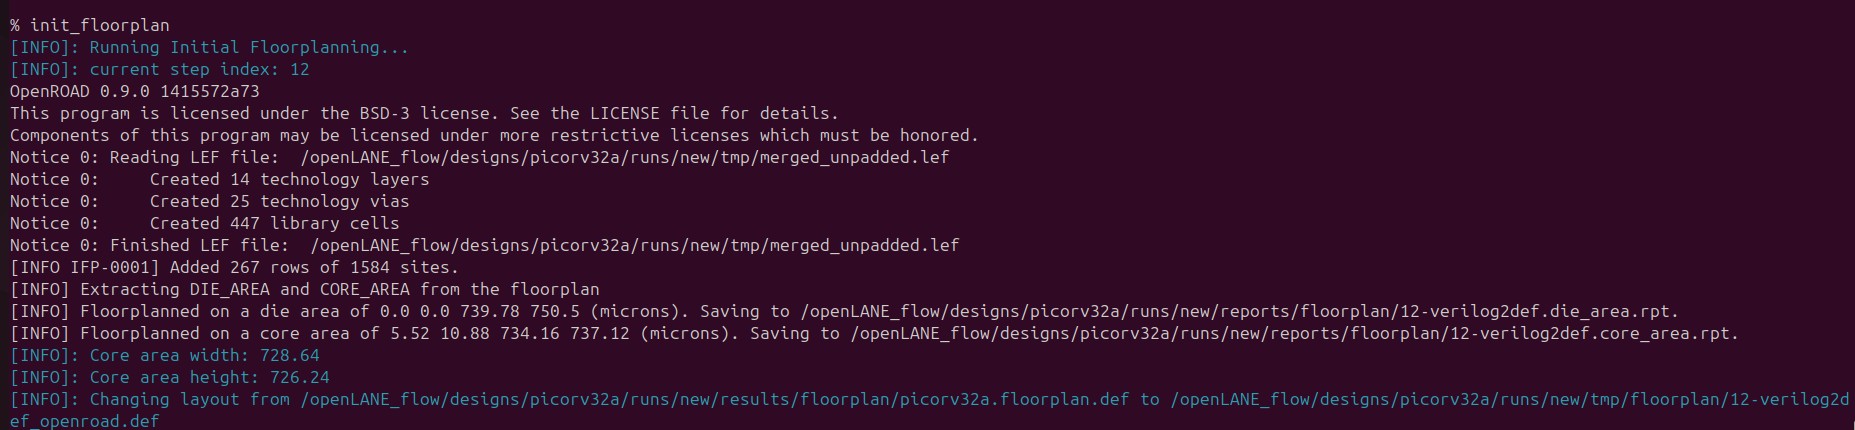 % init_floorplan
[INFO]: Running Initial Floorplanning...
[INFO]: current step index: 12
OpenROAD 0.9.0 1415572a73
This program is licensed under the BSD-3 license. See the LICENSE file for details.
Components of this program may be licensed under more restrictive licenses which must be honored.
Notice 0: Reading LEF file:  /openLANE_flow/designs/picorv32a/runs/new/tmp/merged_unpadded.lef
Notice 0:     Created 14 technology layers
Notice 0:     Created 25 technology vias
Notice 0:     Created 447 library cells
Notice 0: Finished LEF file:  /openLANE_flow/designs/picorv32a/runs/new/tmp/merged_unpadded.lef
[INFO IFP-0001] Added 267 rows of 1584 sites.
[INFO] Extracting DIE_AREA and CORE_AREA from the floorplan
[INFO] Floorplanned on a die area of 0.0 0.0 739.78 750.5 (microns). Saving to /openLANE_flow/designs/picorv32a/runs/new/reports/floorplan/12-verilog2def.die_area.rpt.
[INFO] Floorplanned on a core area of 5.52 10.88 734.16 737.12 (microns). Saving to /openLANE_flow/designs/picorv32a/runs/new/reports/floorplan/12-verilog2def.core_area.rpt.
[INFO]: Core area width: 728.64
[INFO]: Core area height: 726.24
[INFO]: Changing layout from /openLANE_flow/designs/picorv32a/runs/new/results/floorplan/picorv32a.floorplan.def to /openLANE_flow/designs/picorv32a/runs/new/tmp/floorplan/12-verilog2d
ef_openroad.def